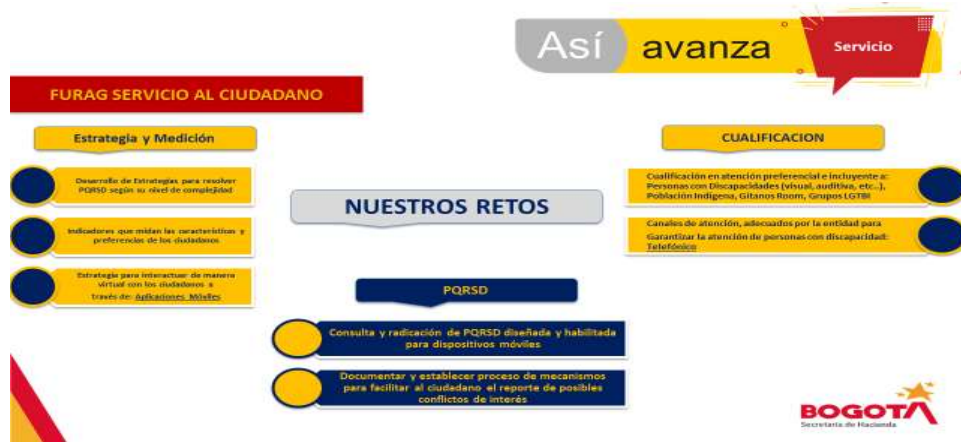 Así avanza Servicio
FURAG SERVICIO AL CIUDADANO
Estrategia y Medición
Desarrollo de Estrategias para resolver
PQRSD según su nivel de complejidad
Indicadores que midan las características y
preferencias de los ciudadanos
Estrategia para interactuar de manera
virtual con los ciudadanos a
través de: Aplicaciones Móviles
NUESTROS RETOS
CUALIFICACION
Cualificación en atención preferencial e incluyente a:
Personas con Discapacidades (visual, auditiva, etc..),
Población Indígena, Gitanos Room, Grupos LGTBI
Canales de atención, adecuados por la entidad para
Garantizar la atención de personas con discapacidad:
Telefónico
PQRSD
Consulta y radicación de PQRSD diseñada y habilitada
para dispositivos móviles
Documentar y establecer proceso de mecanismos
para facilitar al ciudadano el reporte de posibles
conflictos de interés
BOGOTÁ
Secretaría de Hacienda